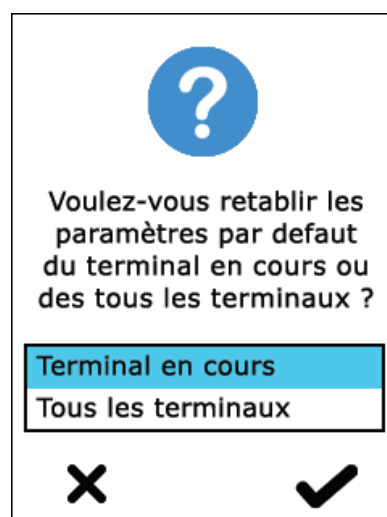 Voulez-vous retablir les
paramètres par defaut
du terminal en cours ou
des tous les terminaux ?
Terminal en cours
Tous les terminaux